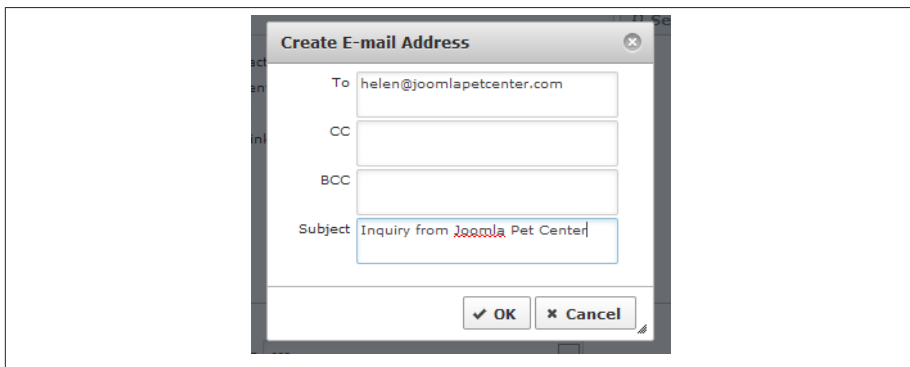 Create E-mail Address
To helen@joomlapetcenter.com
CC
BCC
Subject Inquiry from Joomla Pet Center
OK Cancel